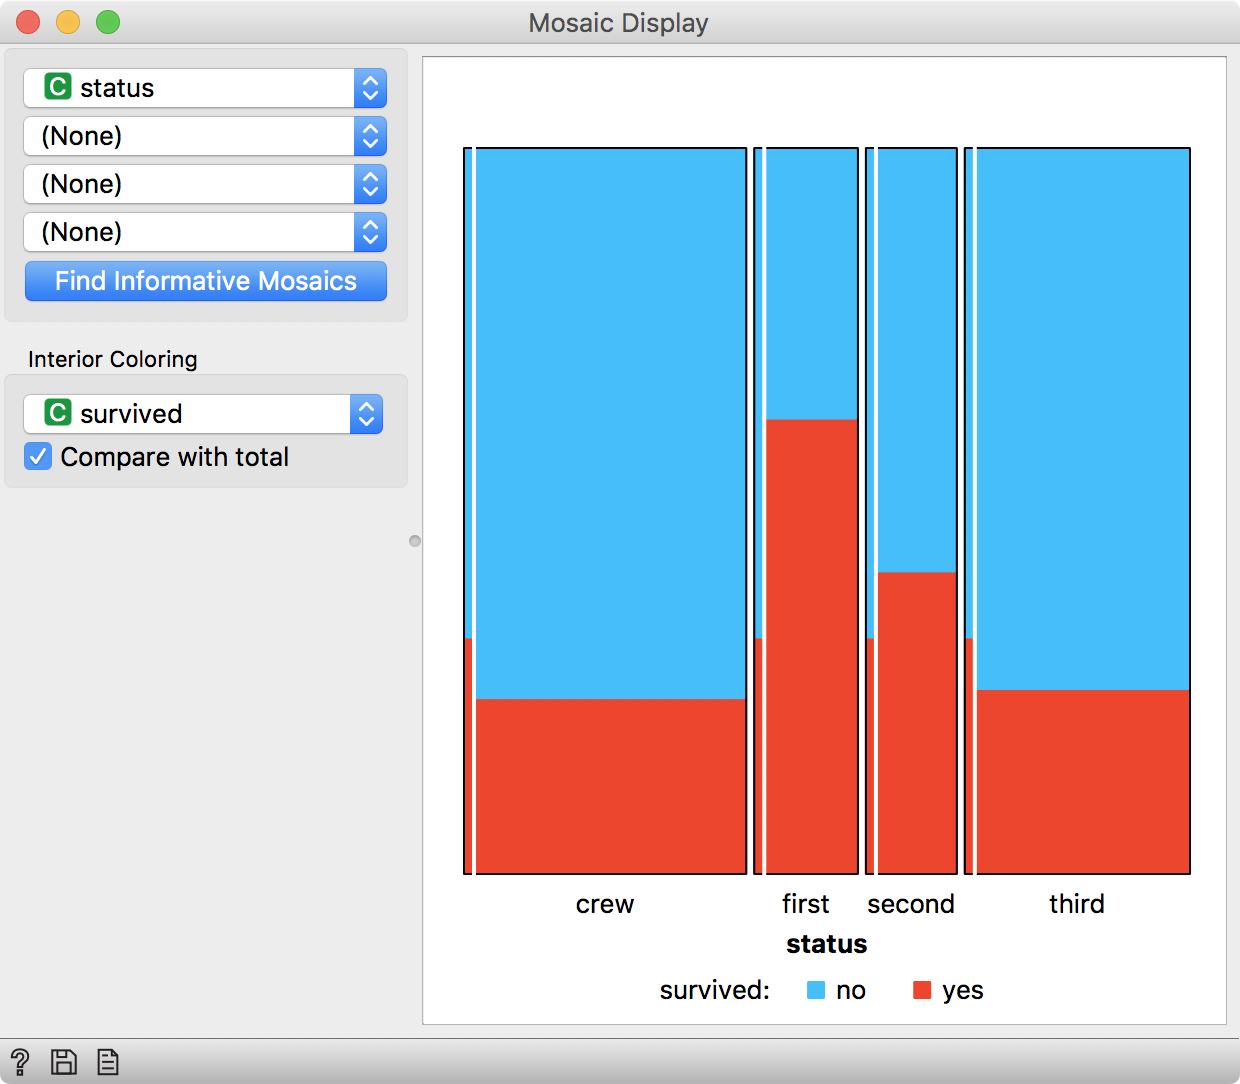 Mosaic Display
C status
(None)
(None)
(None)
Find Informative Mosaics
Interior Coloring
C survived
Compare with total
crew first second third
status
survived: no yes
?